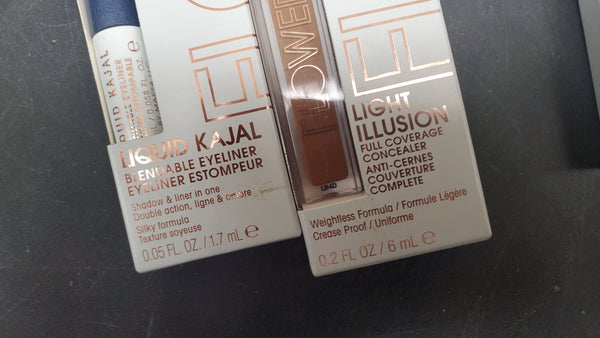 LIQUID KAJAL
BLENDABLE EYELINER
EYELINER ESTOMPEUR
Shadow & liner in one
Double action, ligne & ombre
Silky formula
Texture soyeuse
0.05 FL. OZ. / 1.7 mL ℮
LIGHT
ILLUSION
FULL COVERAGE
CONCEALER
ANTI-CERNES
COUVERTURE
COMPLETE
Weightless Formula / Formule Légère
Crease Proof / Uniforme
0.2 FL OZ / 6 mL ℮